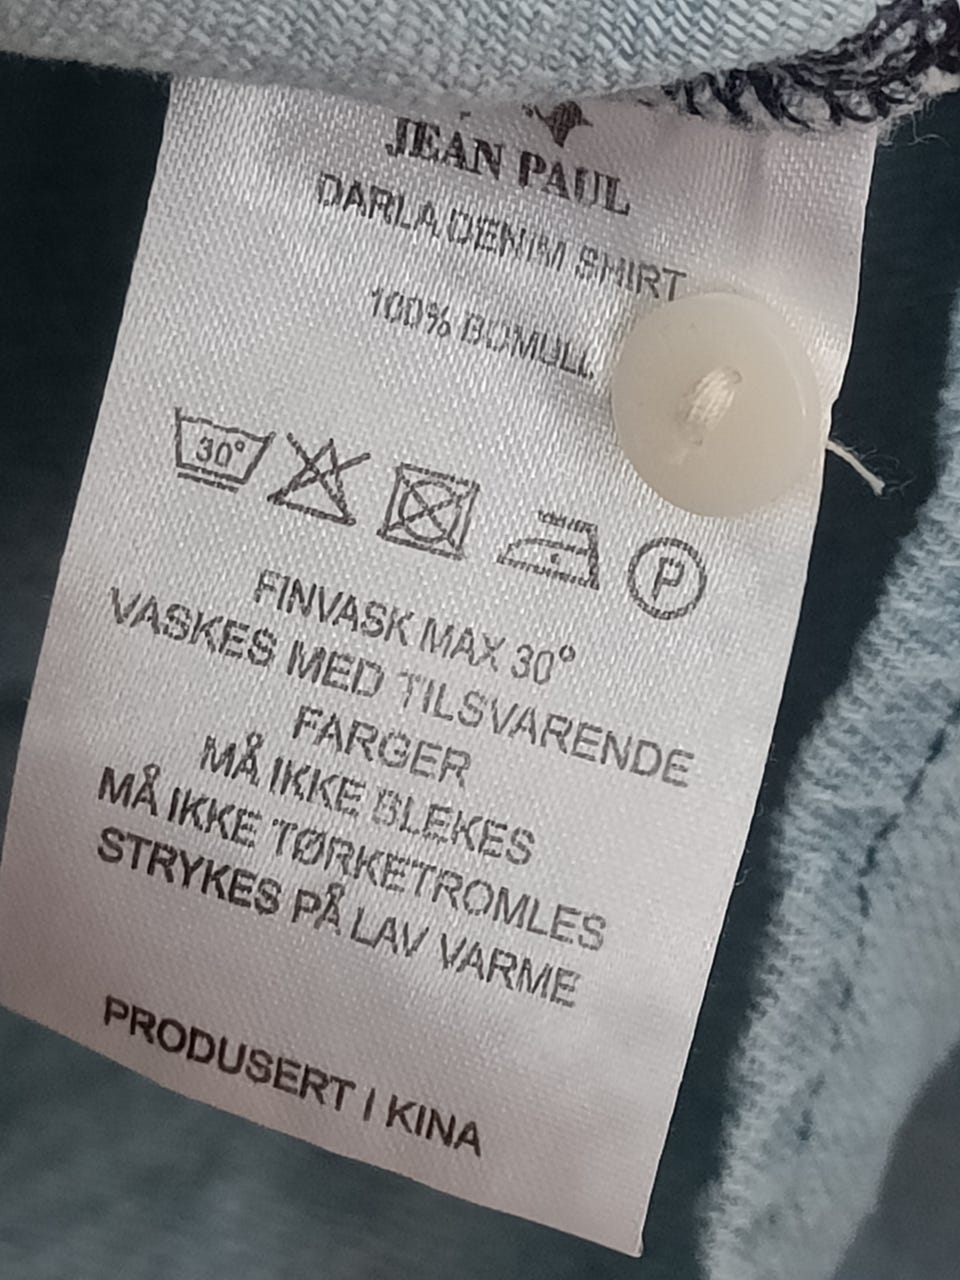 JEAN PAUL
DARLA DENIM SHIRT
100% BOMULL
30°
P
FINVASK MAX 30°
VASKES MED TILSVARENDE
FARGER
MÅ IKKE BLEKES
MÅ IKKE TØRKETROMLES
STRYKES PÅ LAV VARME
PRODUSERT I KINA